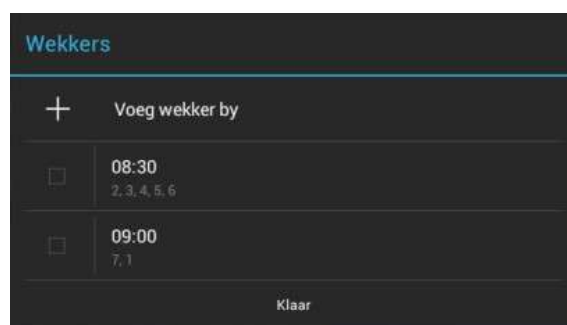 Wekkers
Voeg wekker by
08:30
2, 3, 4, 5, 6
09:00
7, 1
Klaar